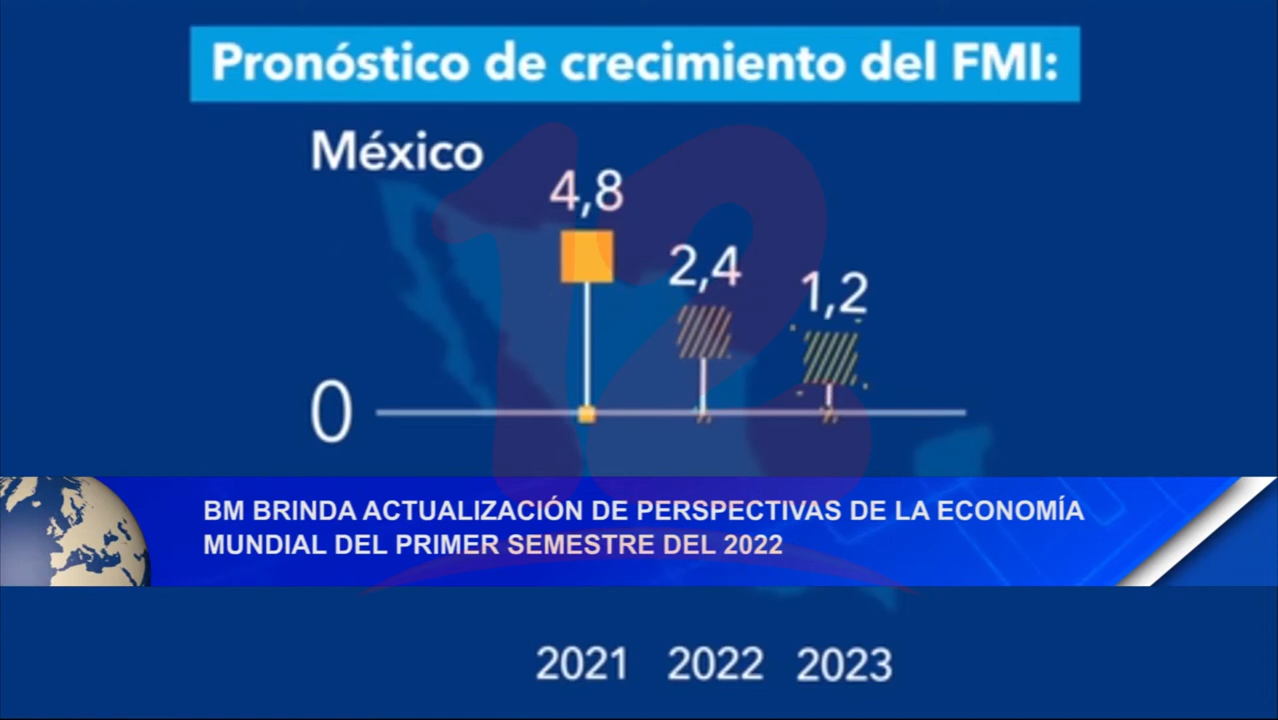 Pronóstico de crecimiento del FMI:
México
4,8
2,4
1,2
0
BM BRINDA ACTUALIZACIÓN DE PERSPECTIVAS DE LA ECONOMÍA
MUNDIAL DEL PRIMER SEMESTRE DEL 2022
2021 2022 2023
12